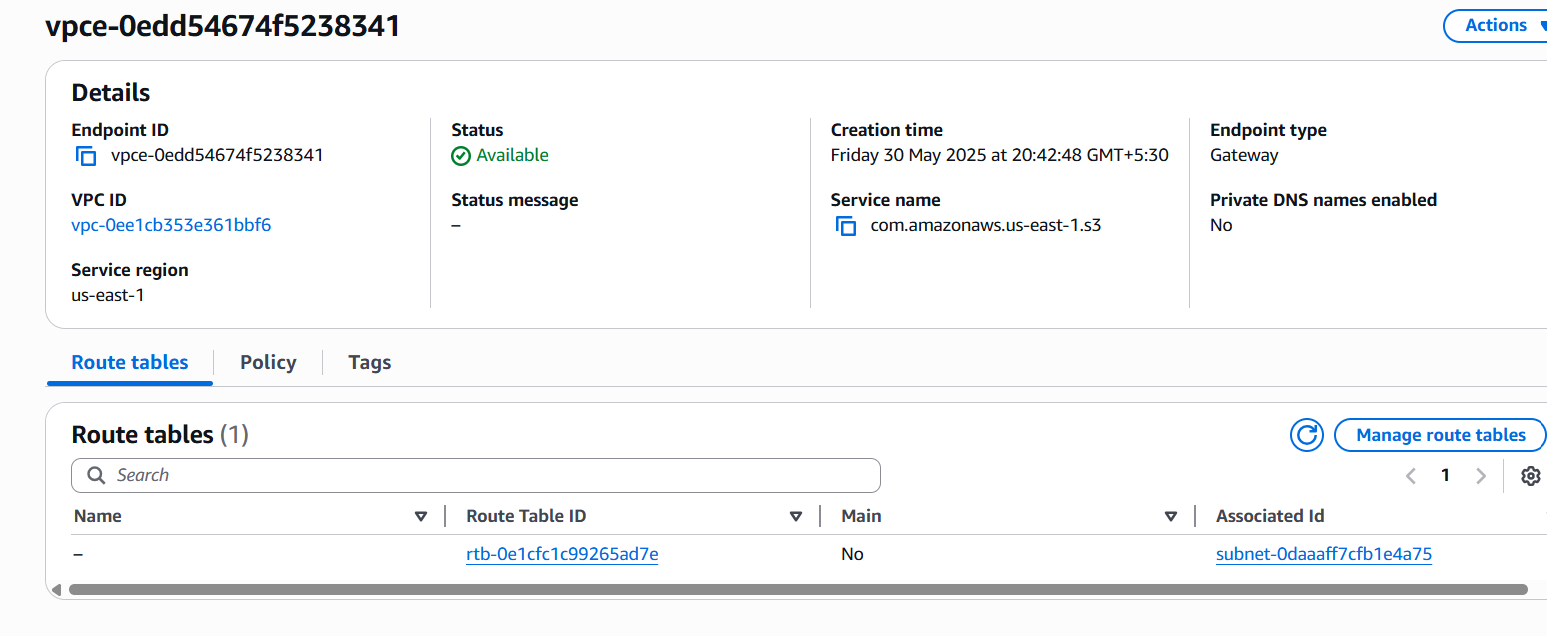 vpce-0edd54674f5238341
Actions
Details
Endpoint ID
vpce-0edd54674f5238341
Status
Available
Creation time
Friday 30 May 2025 at 20:42:48 GMT+5:30
Endpoint type
Gateway
VPC ID
vpc-0ee1cb353e361bbf6
Status message
–
Service name
com.amazonaws.us-east-1.s3
Private DNS names enabled
No
Service region
us-east-1
Route tables
Policy
Tags
Route tables (1)
Manage route tables
Search
1
Name
Route Table ID
Main
Associated Id
–
rtb-0e1cfc1c99265ad7e
No
subnet-0daaaff7cfb1e4a75